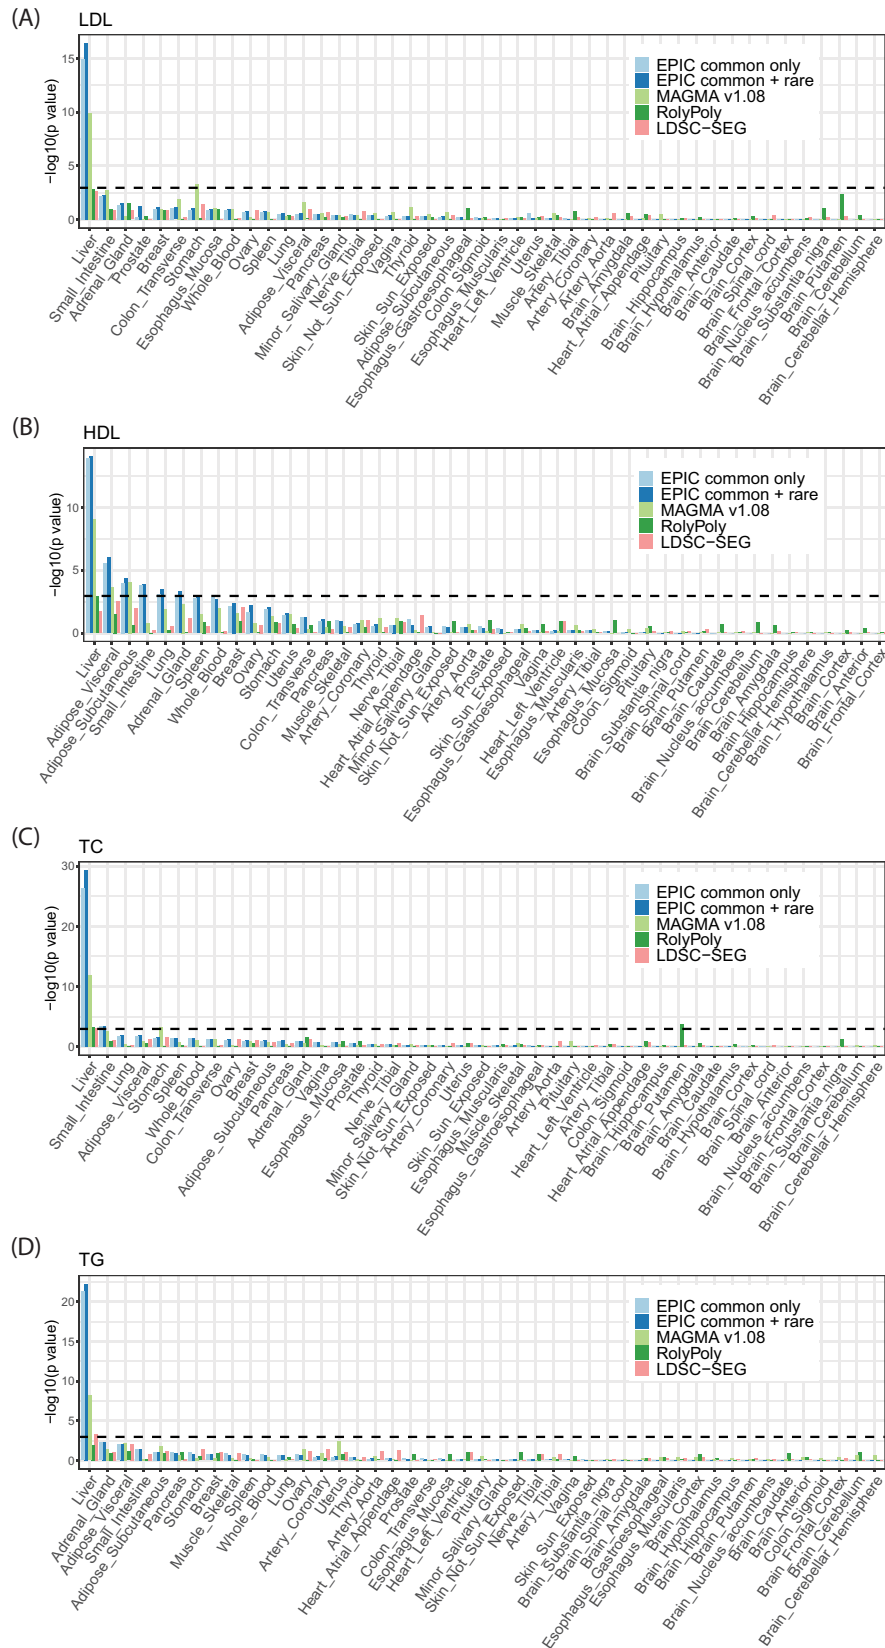 (A)
LDL
−log10(p value)
15
10
5
0
EPIC common only
EPIC common + rare
MAGMA v1.08
RolyPoly
LDSC−SEG
Liver
Small_Intestine
Adrenal_Gland
Prostate
Breast
Colon_Transverse
Stomach
Esophagus_Mucosa
Whole_Blood
Ovary
Spleen
Lung
Adipose_Visceral
Pancreas
Minor_Salivary_Gland
Nerve_Tibial
Skin_Not_Sun_Exposed
Vagina
Thyroid
Skin_Sun_Exposed
Adipose_Subcutaneous
Esophagus_Gastroesophageal
Colon_Sigmoid
Esophagus_Muscularis
Heart_Left_Ventricle
Uterus
Muscle_Skeletal
Artery_Tibial
Artery_Coronary
Artery_Aorta
Brain_Amygdala
Heart_Atrial_Appendage
Pituitary
Brain_Hippocampus
Brain_Hypothalamus
Brain_Anterior
Brain_Caudate
Brain_Cortex
Brain_Spinal_cord
Brain_Frontal_Cortex
Brain_Nucleus_accumbens
Brain_Substantia_nigra
Brain_Putamen
Brain_Cerebellum
Brain_Cerebellar_Hemisphere
(B)
HDL
−log10(p value)
10
5
0
EPIC common only
EPIC common + rare
MAGMA v1.08
RolyPoly
LDSC−SEG
Liver
Adipose_Visceral
Adipose_Subcutaneous
Small_Intestine
Lung
Adrenal_Gland
Spleen
Whole_Blood
Breast
Ovary
Stomach
Uterus
Colon_Transverse
Pancreas
Muscle_Skeletal
Artery_Coronary
Thyroid
Nerve_Tibial
Heart_Atrial_Appendage
Minor_Salivary_Gland
Skin_Not_Sun_Exposed
Artery_Aorta
Prostate
Skin_Sun_Exposed
Esophagus_Gastroesophageal
Vagina
Heart_Left_Ventricle
Esophagus_Muscularis
Artery_Tibial
Esophagus_Mucosa
Colon_Sigmoid
Pituitary
Brain_Substantia_nigra
Brain_Spinal_cord
Brain_Putamen
Brain_Caudate
Brain_Nucleus_accumbens
Brain_Cerebellum
Brain_Amygdala
Brain_Hippocampus
Brain_Cerebellar_Hemisphere
Brain_Hypothalamus
Brain_Cortex
Brain_Anterior
Brain_Frontal_Cortex
(C)
TC
−log10(p value)
30
20
10
0
EPIC common only
EPIC common + rare
MAGMA v1.08
RolyPoly
LDSC−SEG
Liver
Small_Intestine
Lung
Adipose_Visceral
Stomach
Spleen
Whole_Blood
Colon_Transverse
Ovary
Breast
Adipose_Subcutaneous
Pancreas
Adrenal_Gland
Vagina
Esophagus_Mucosa
Prostate
Thyroid
Nerve_Tibial
Minor_Salivary_Gland
Skin_Not_Sun_Exposed
Artery_Coronary
Uterus
Skin_Sun_Exposed
Esophagus_Muscularis
Muscle_Skeletal
Esophagus_Gastroesophageal
Artery_Aorta
Pituitary
Heart_Left_Ventricle
Artery_Tibial
Colon_Sigmoid
Heart_Atrial_Appendage
Brain_Hippocampus
Brain_Putamen
Brain_Amygdala
Brain_Caudate
Brain_Hypothalamus
Brain_Cortex
Brain_Spinal_cord
Brain_Anterior
Brain_Nucleus_accumbens
Brain_Frontal_Cortex
Brain_Substantia_nigra
Brain_Cerebellum
Brain_Cerebellar_Hemisphere
(D)
TG
−log10(p value)
20
15
10
5
0
EPIC common only
EPIC common + rare
MAGMA v1.08
RolyPoly
LDSC−SEG
Liver
Adrenal_Gland
Adipose_Visceral
Small_Intestine
Adipose_Subcutaneous
Pancreas
Stomach
Breast
Muscle_Skeletal
Spleen
Whole_Blood
Lung
Ovary
Artery_Coronary
Uterus
Thyroid
Artery_Aorta
Heart_Atrial_Appendage
Prostate
Colon_Transverse
Esophagus_Mucosa
Heart_Left_Ventricle
Pituitary
Minor_Salivary_Gland
Skin_Not_Sun_Exposed
Nerve_Tibial
Artery_Tibial
Vagina
Skin_Sun_Exposed
Brain_Substantia_nigra
Brain_Spinal_cord
Brain_Amygdala
Esophagus_Gastroesophageal
Esophagus_Muscularis
Brain_Cortex
Brain_Hypothalamus
Brain_Hippocampus
Brain_Putamen
Brain_Nucleus_accumbens
Brain_Caudate
Brain_Anterior
Colon_Sigmoid
Brain_Frontal_Cortex
Brain_Cerebellum
Brain_Cerebellar_Hemisphere